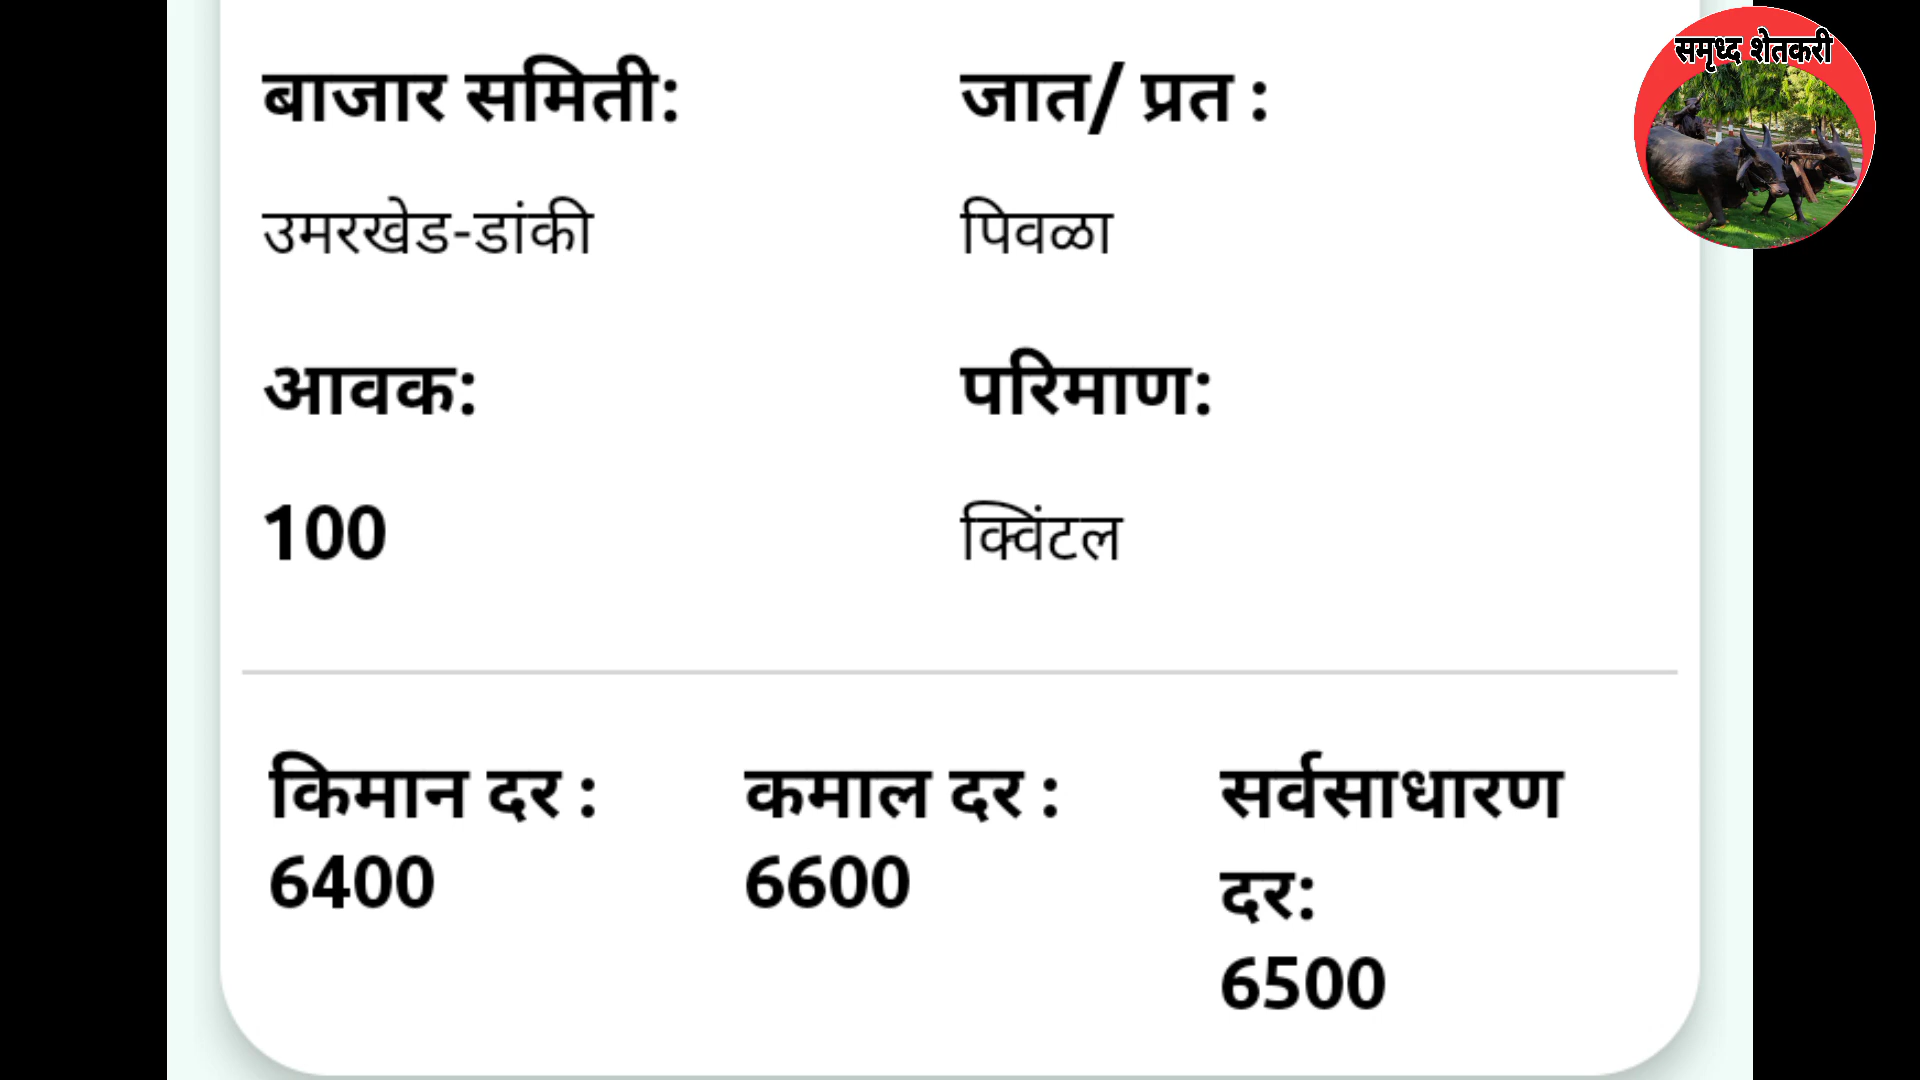 समृध्द शेतकरी
बाजार समिती:
जात/ प्रत :
उमरखेड-डांकी
पिवळा
आवक:
परिमाण:
100
क्विंटल
किमान दर :
6400
कमाल दर :
6600
सर्वसाधारण
दर:
6500